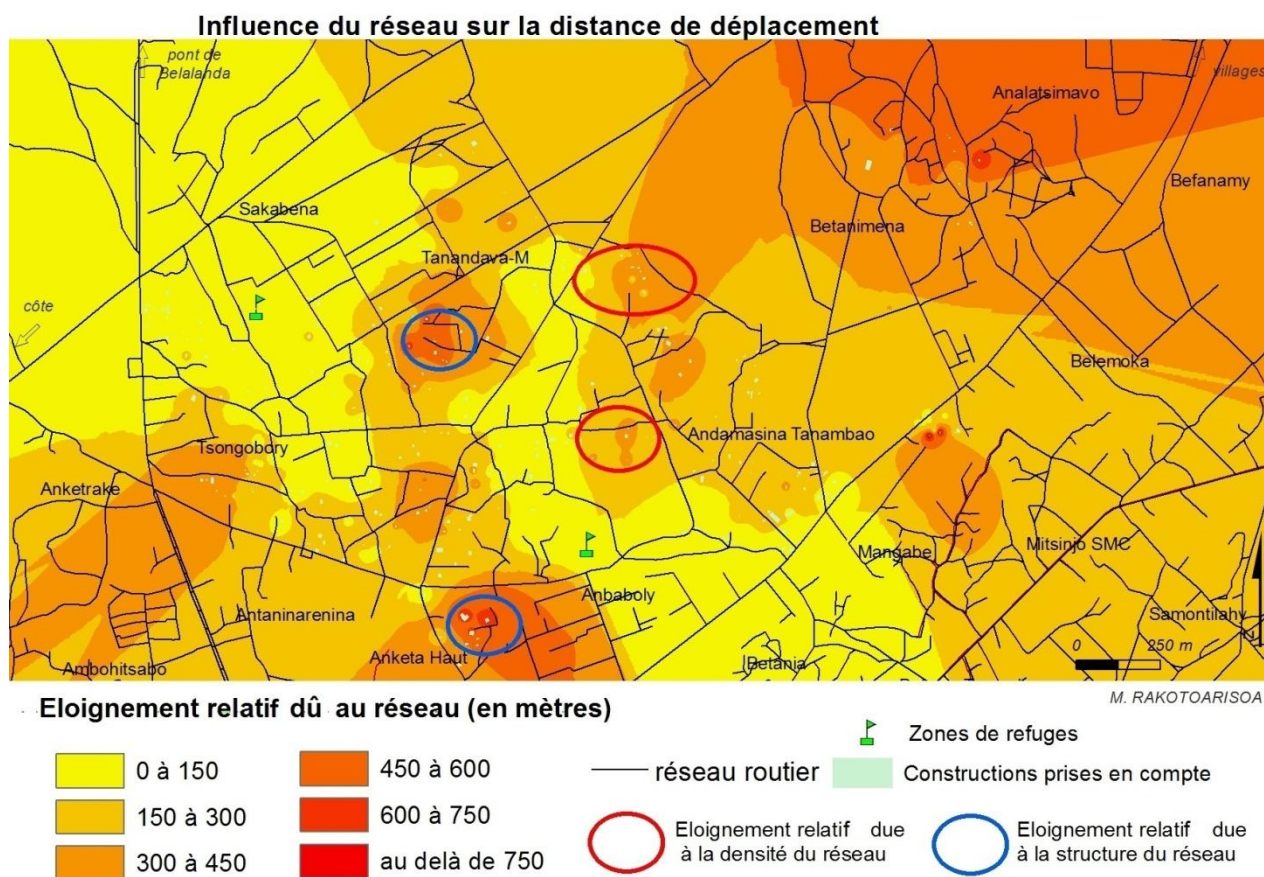 Influence du réseau sur la distance de déplacement
pont de
Belalanda
villages
Analatsimavo
Befanamy
Sakabena
Betanimena
Tanandava-M
côte
Belemoka
Tsongobory
Andamasina Tanambao
Anketrake
Mangabe
Mitsinjo SMC
Anbaboly
Antaninarenina
Samontilahy
Anketa Haut
Ambohitsabo
Betania
0 250 m
M. RAKOTOARISOA
Eloignement relatif dû au réseau (en mètres)
0 à 150
150 à 300
300 à 450
450 à 600
600 à 750
au delà de 750
Zones de refuges
réseau routier
Constructions prises en compte
Eloignement relatif due
à la densité du réseau
Eloignement relatif due
à la structure du réseau